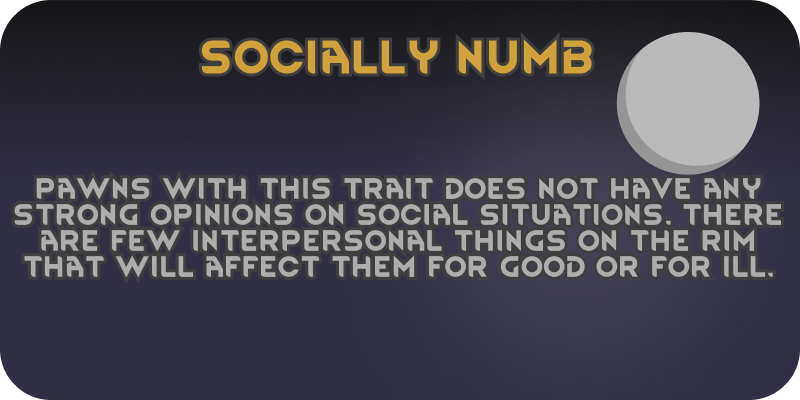 SOCIALLY NUMB
PAWNS WITH THIS TRAIT DOES NOT HAVE ANY
STRONG OPINIONS ON SOCIAL SITUATIONS. THERE
ARE FEW INTERPERSONAL THINGS ON THE RIM
THAT WILL AFFECT THEM FOR GOOD OR FOR ILL.